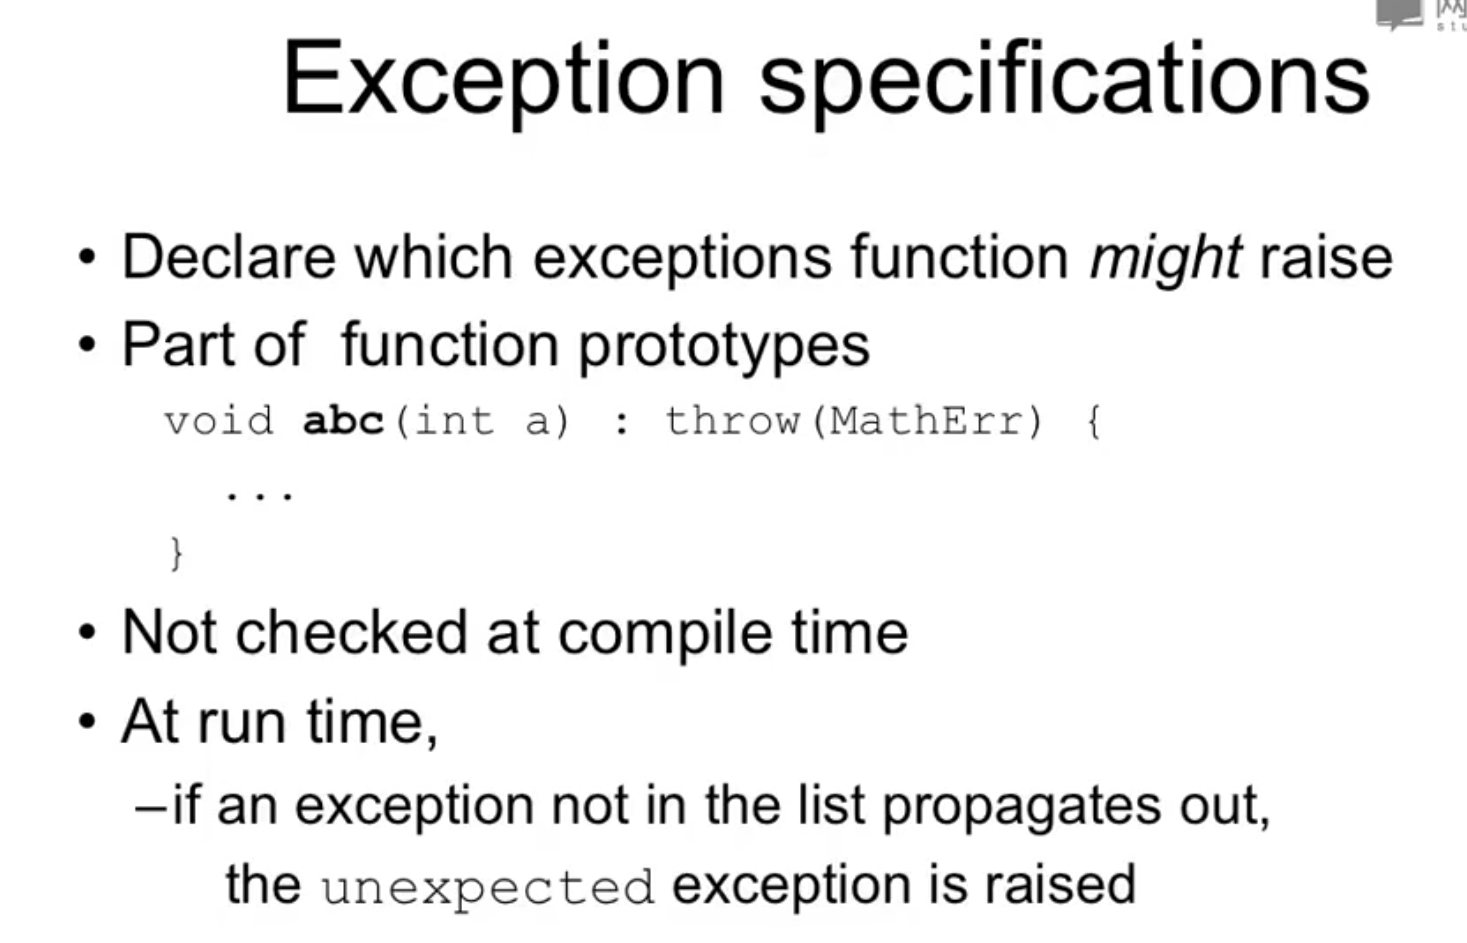 网
stu
Exception specifications
• Declare which exceptions function might raise
• Part of function prototypes
void abc(int a) : throw(MathErr) {
...
}
• Not checked at compile time
• At run time,
–if an exception not in the list propagates out,
the unexpected exception is raised